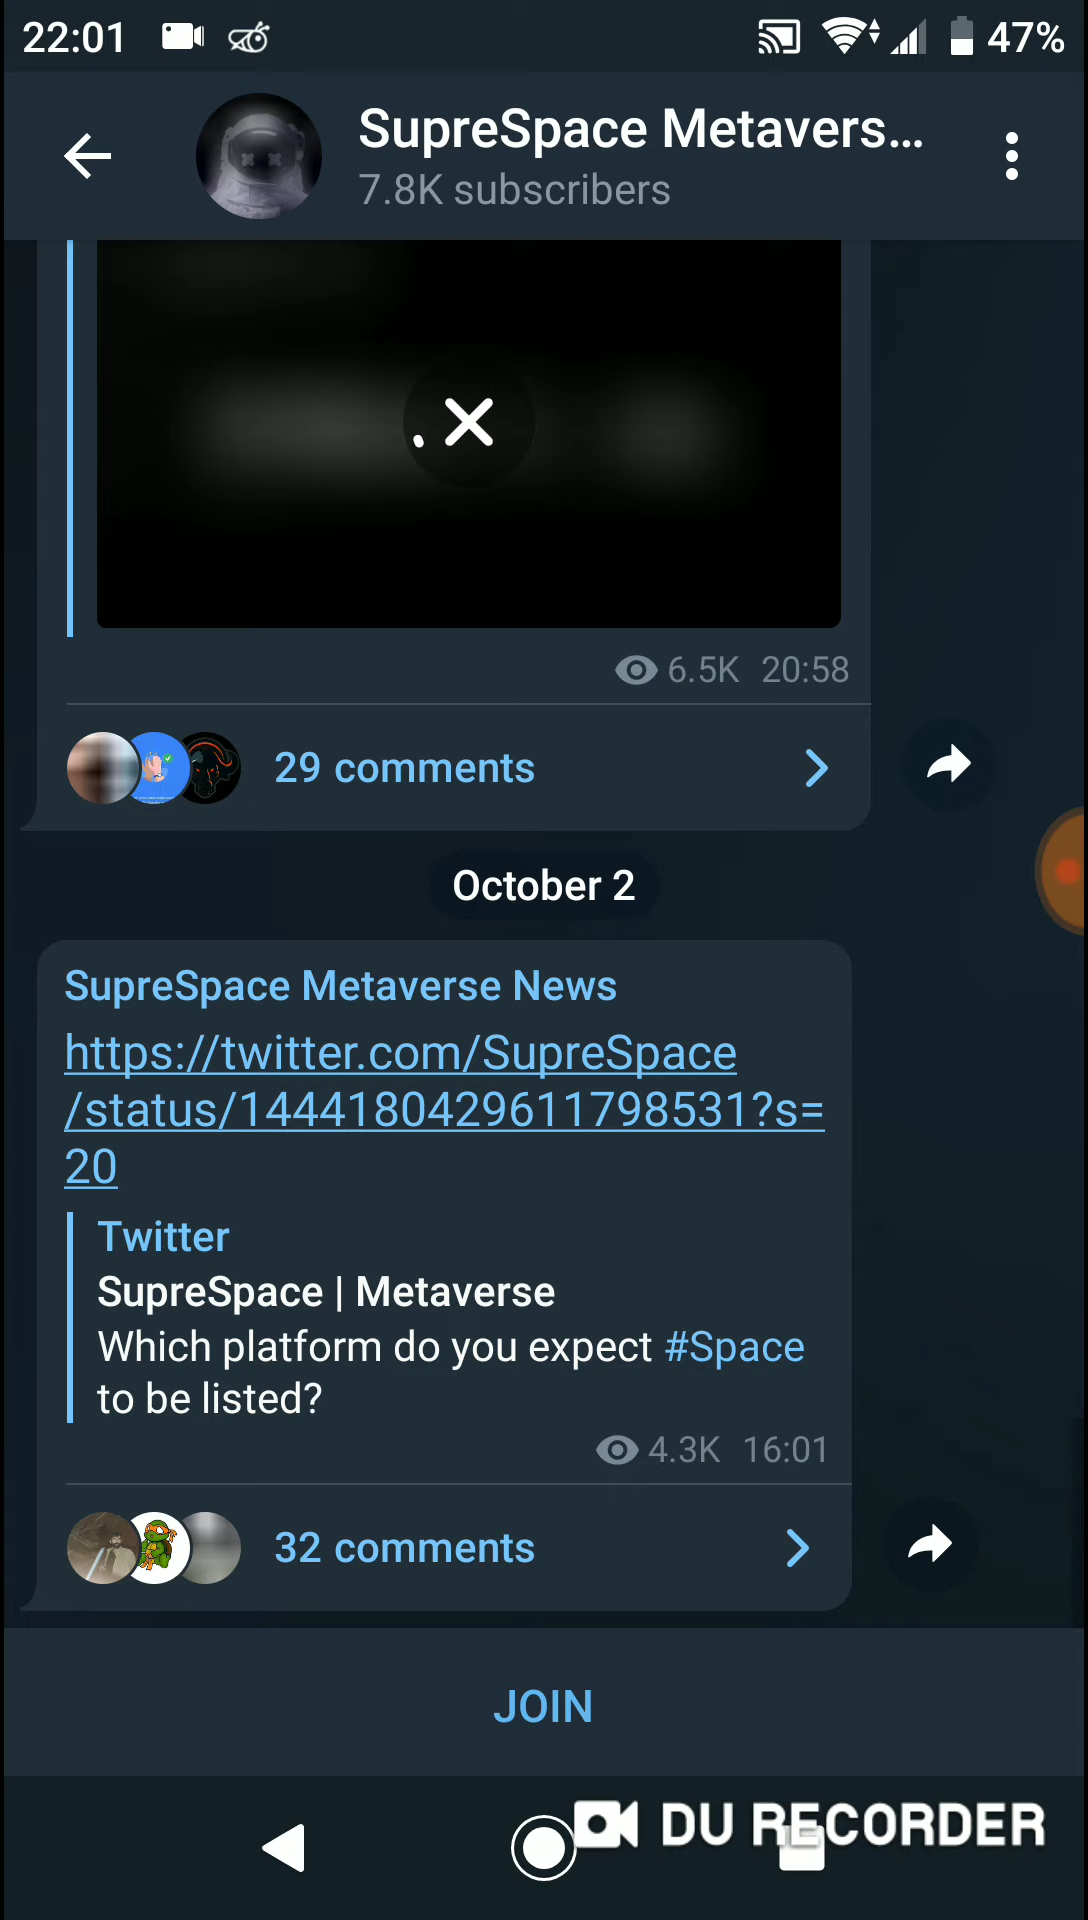 22:01
47%
SupreSpace Metavers...
7.8K subscribers
6.5K 20:58
29 comments
October 2
SupreSpace Metaverse News
https://twitter.com/SupreSpace
/status/1444180429611798531?s=
20
Twitter
SupreSpace | Metaverse
Which platform do you expect #Space
to be listed?
4.3K 16:01
32 comments
JOIN
DU RECORDER